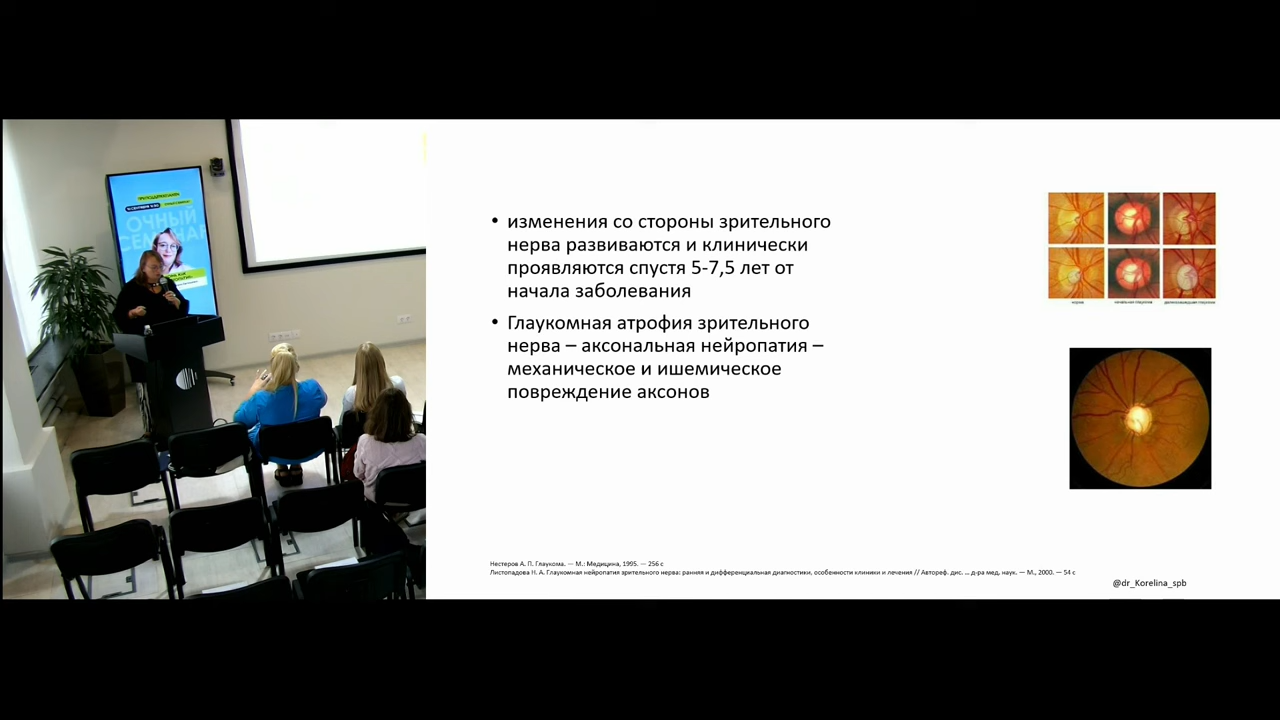 ОЧНЫЙ
• изменения со стороны зрительного
нерва развиваются и клинически
проявляются спустя 5-7,5 лет от
начала заболевания
• Глаукомная атрофия зрительного
нерва – аксональная нейропатия –
механическое и ишемическое
повреждение аксонов
Нестеров А. П. Глаукома. — М.: Медицина, 1995. — 256 с
Листопадова Н. А. Глаукомная нейропатия зрительного нерва: ранняя и дифференциальная диагностики, особенности клиники и лечения // Автореф. дис. ... д-ра мед. наук. — М., 2000. — 54 с
@dr_Korelina_spb